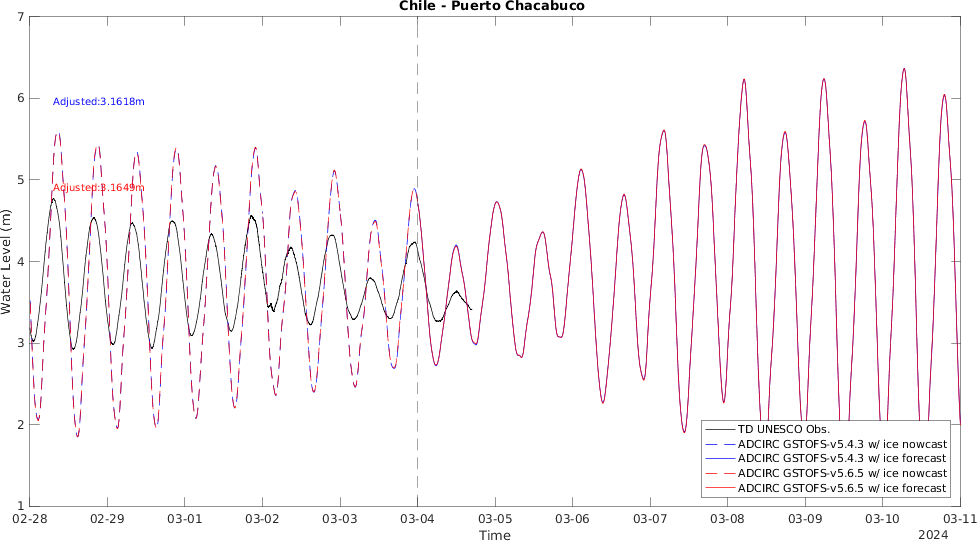 Chile - Puerto Chacabuco
7
6
5
4
3
2
1
Water Level (m)
Adjusted:3.1618m
Adjusted:3.1649m
TD UNESCO Obs.
ADCIRC GSTOFS-v5.4.3 w/ ice nowcast
ADCIRC GSTOFS-v5.4.3 w/ ice forecast
ADCIRC GSTOFS-v5.6.5 w/ ice nowcast
ADCIRC GSTOFS-v5.6.5 w/ ice forecast
02-28 02-29 03-01 03-02 03-03 03-04 03-05 03-06 03-07 03-08 03-09 03-10 03-11
Time
2024